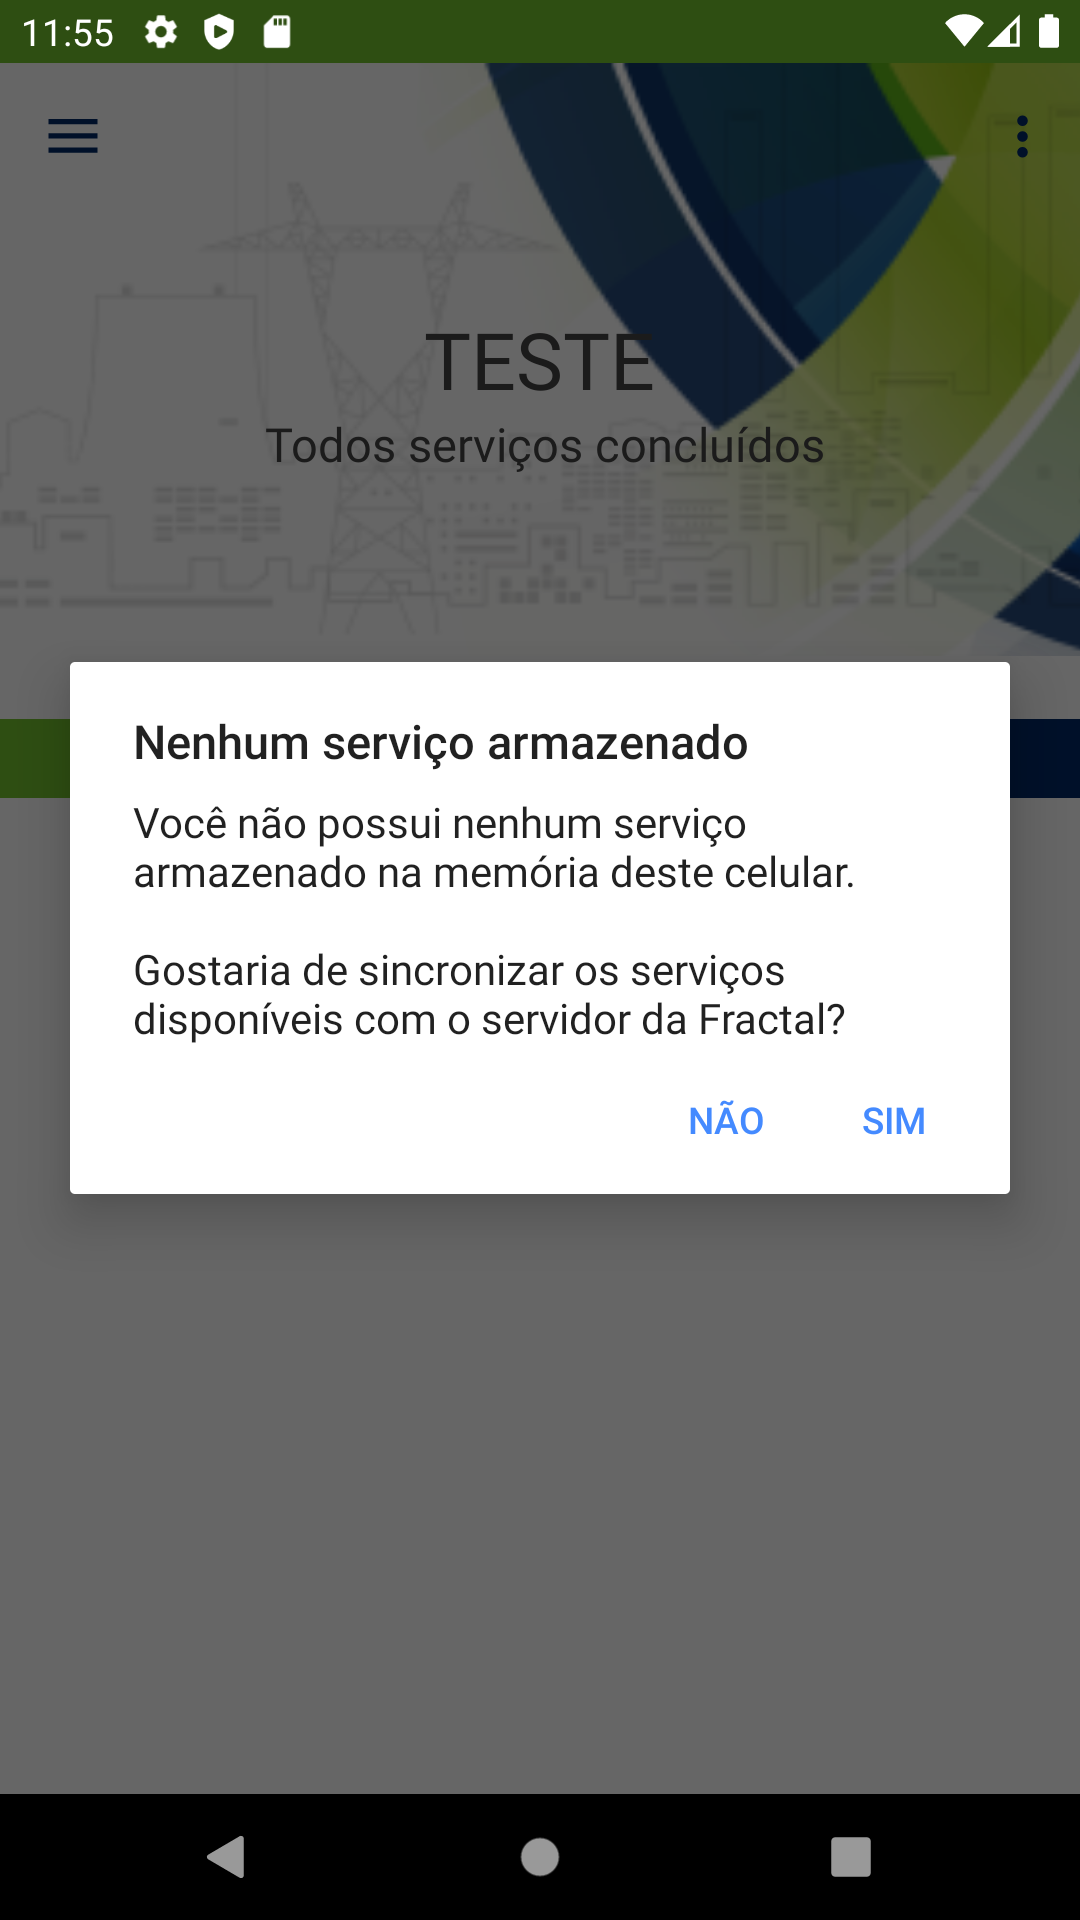 11:55
TESTE
Todos serviços concluídos
Nenhum serviço armazenado
Você não possui nenhum serviço
armazenado na memória deste celular.
Gostaria de sincronizar os serviços
disponíveis com o servidor da Fractal?
NÃO SIM